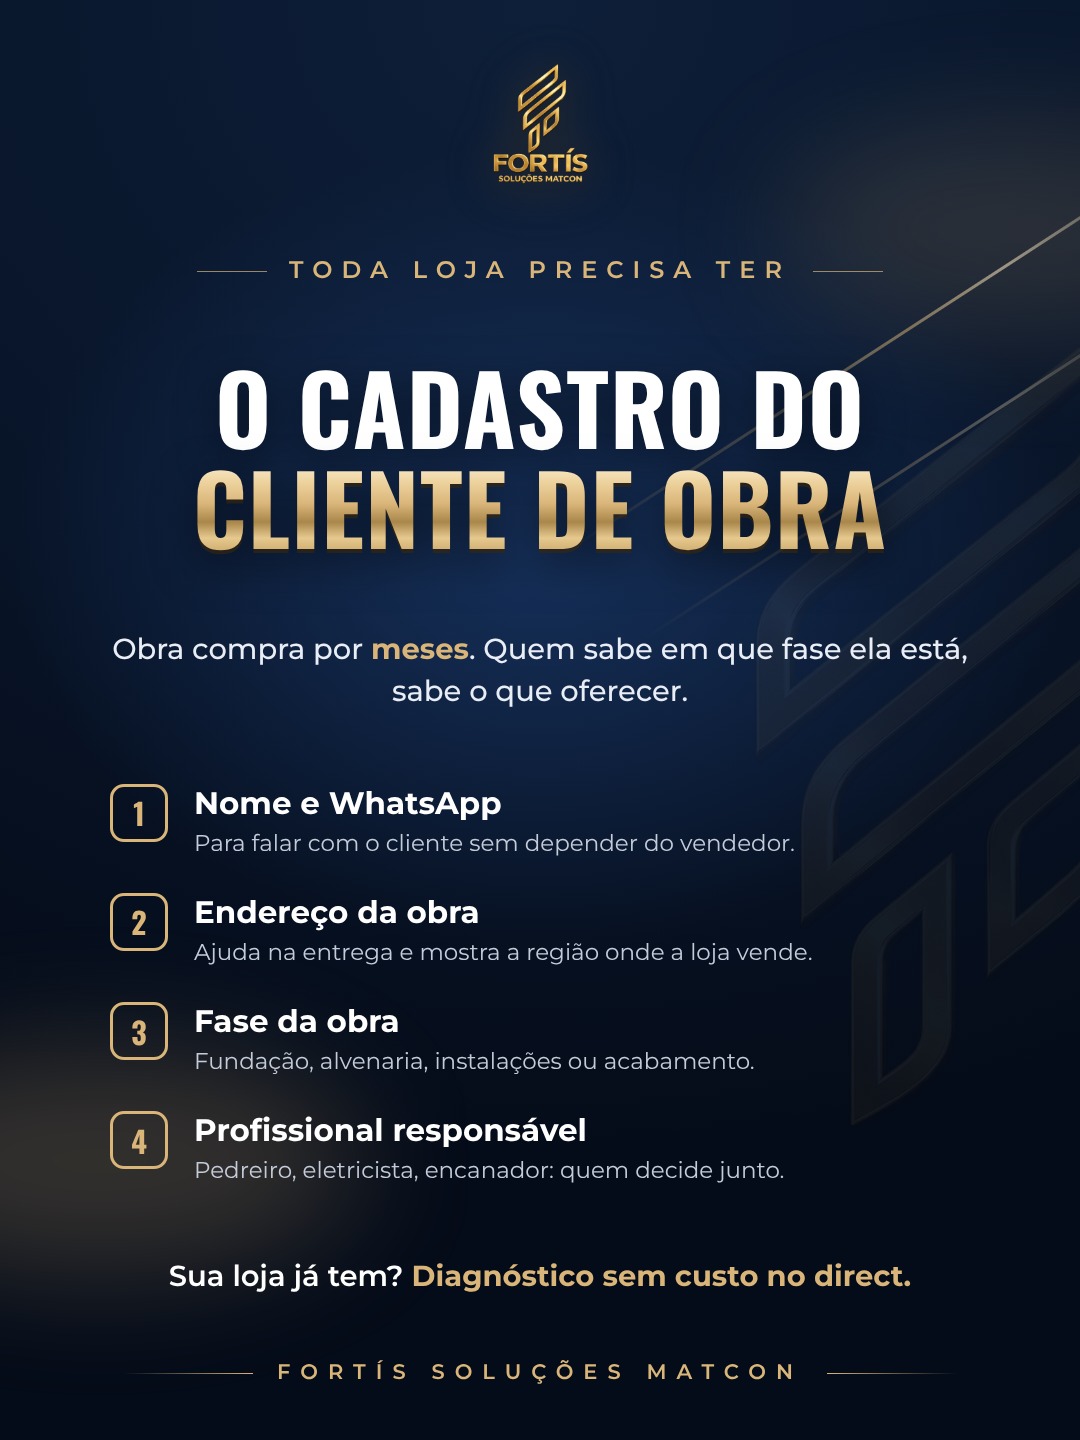 FORTÍS
SOLUÇÕES MATCON
TODA LOJA PRECISA TER
O CADASTRO DO
CLIENTE DE OBRA
Obra compra por meses. Quem sabe em que fase ela está,
sabe o que oferecer.
1
Nome e WhatsApp
Para falar com o cliente sem depender do vendedor.
2
Endereço da obra
Ajuda na entrega e mostra a região onde a loja vende.
3
Fase da obra
Fundação, alvenaria, instalações ou acabamento.
4
Profissional responsável
Pedreiro, eletricista, encanador: quem decide junto.
Sua loja já tem? Diagnóstico sem custo no direct.
FORTÍS SOLUÇÕES MATCON